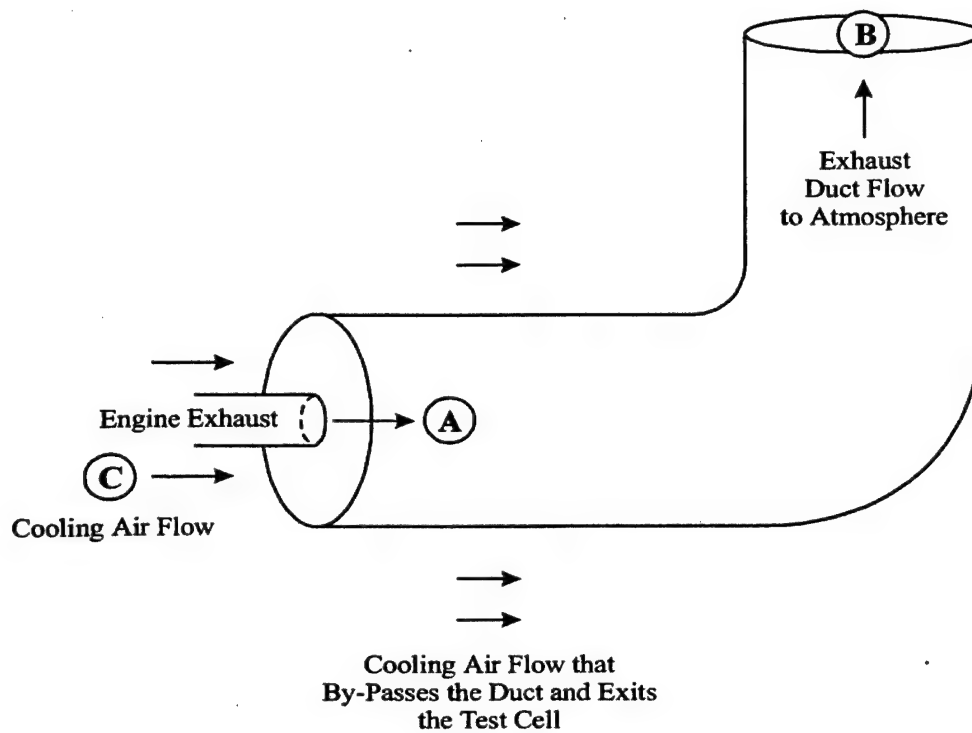 B
Exhaust
Duct Flow
to Atmosphere
Engine Exhaust
A
C
Cooling Air Flow
Cooling Air Flow that
By-Passes the Duct and Exits
the Test Cell